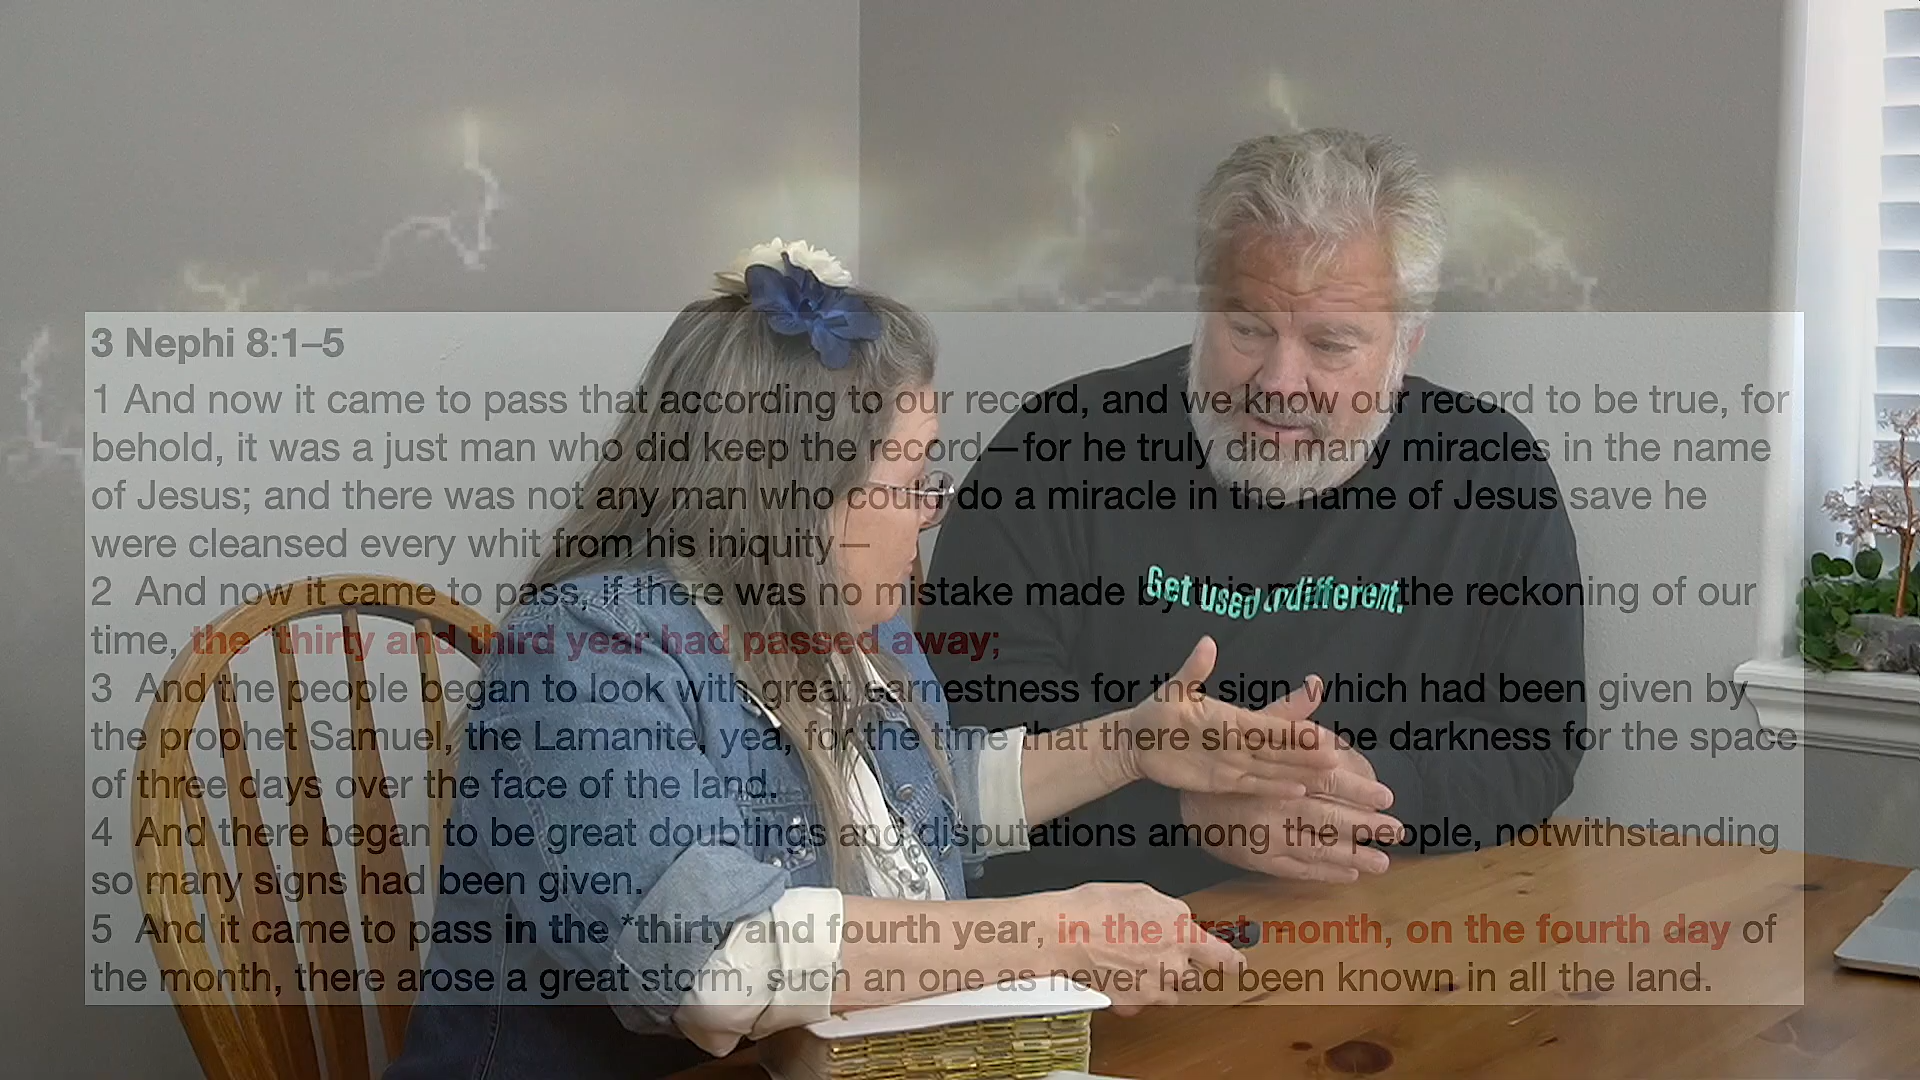 3 Nephi 8:1–5
1 And now it came to pass that according to our record, and we know our record to be true, for
behold, it was a just man who did keep the record—for he truly did many miracles in the name
of Jesus; and there was not any man who could do a miracle in the name of Jesus save he
were cleansed every whit from his iniquity—
2 And now it came to pass, if there was no mistake made by this man in the reckoning of our
time, the *thirty and third year had passed away;
3 And the people began to look with great earnestness for the sign which had been given by
the prophet Samuel, the Lamanite, yea, for the time that there should be darkness for the space
of three days over the face of the land.
4 And there began to be great doubtings and disputations among the people, notwithstanding
so many signs had been given.
5 And it came to pass in the *thirty and fourth year, in the first month, on the fourth day of
the month, there arose a great storm, such an one as never had been known in all the land.
Get used to different.